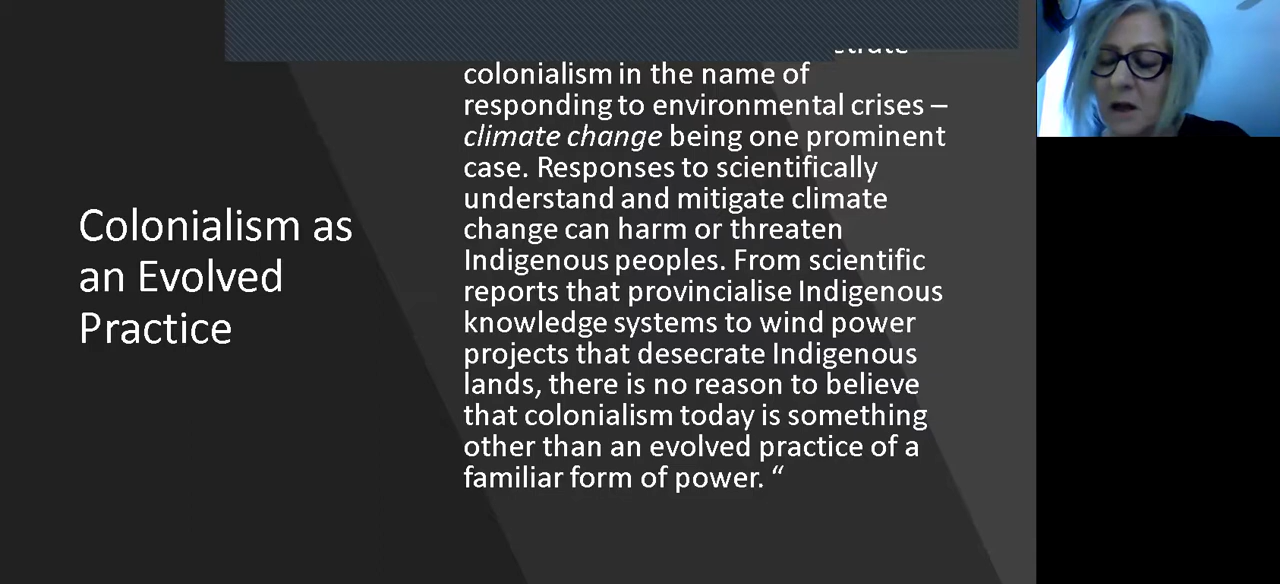 Colonialism as
an Evolved
Practice
colonialism in the name of
responding to environmental crises –
climate change being one prominent
case. Responses to scientifically
understand and mitigate climate
change can harm or threaten
Indigenous peoples. From scientific
reports that provincialise Indigenous
knowledge systems to wind power
projects that desecrate Indigenous
lands, there is no reason to believe
that colonialism today is something
other than an evolved practice of a
familiar form of power. “